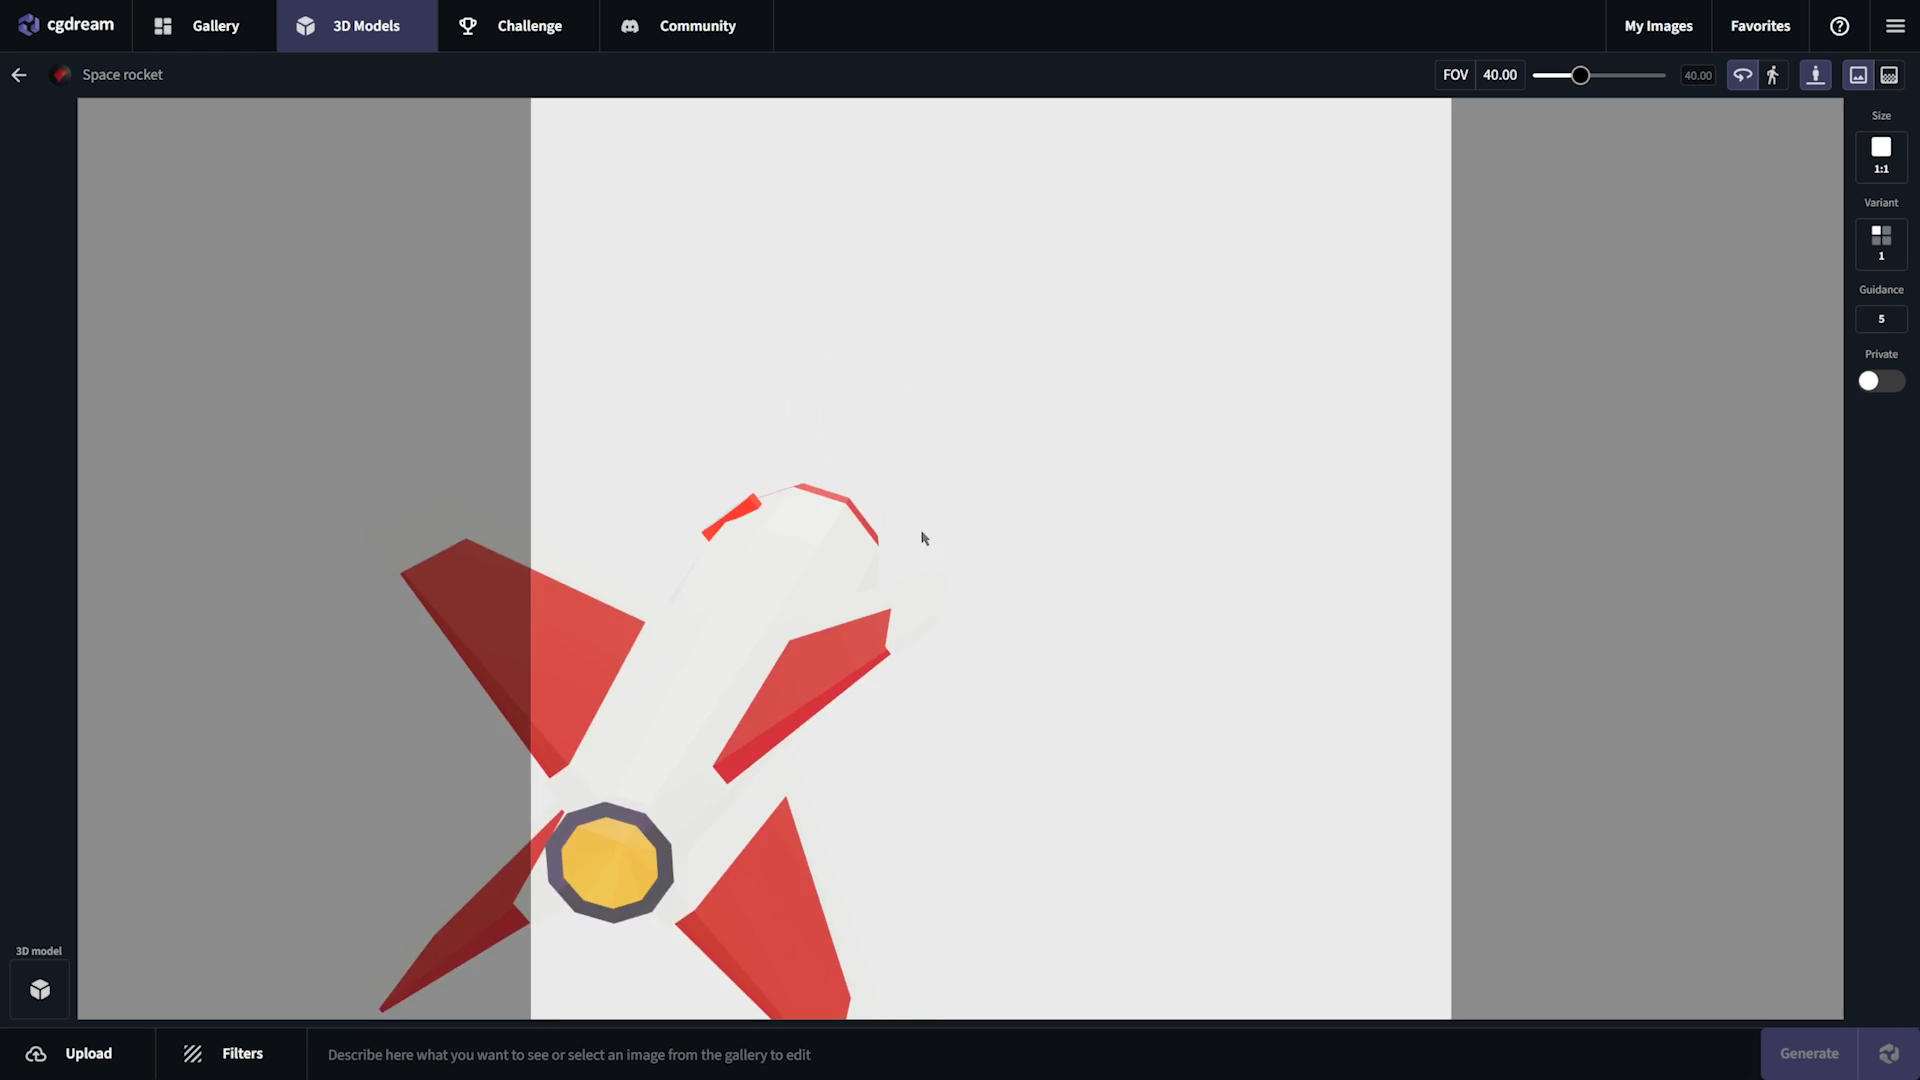 cgdream
Gallery
3D Models
Challenge
Community
My Images
Favorites
Space rocket
FOV 40.00
40.00
Size
1:1
Variant
1
Guidance
5
Private
3D model
Upload
Filters
Describe here what you want to see or select an image from the gallery to edit
Generate